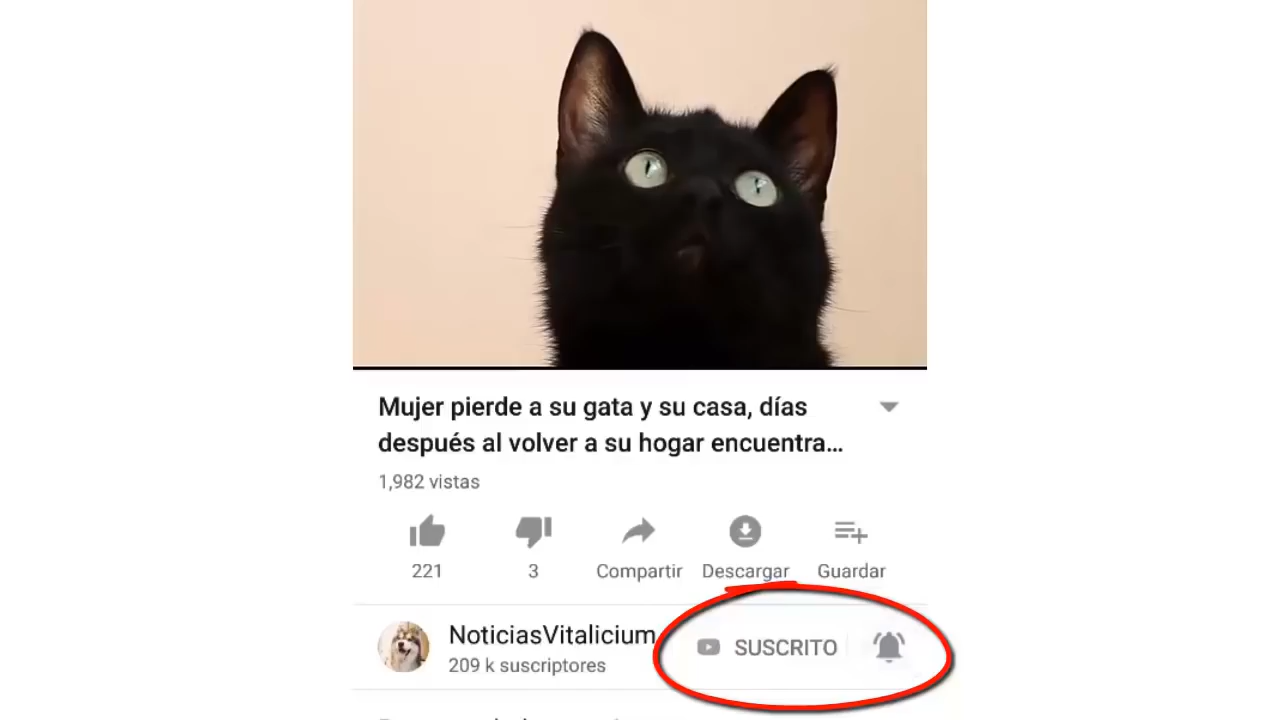 Mujer pierde a su gata y su casa, días
después al volver a su hogar encuentra...
1,982 vistas
221
3
Compartir
Descargar
Guardar
NoticiasVitalicium
SUSCRITO
209 k suscriptores